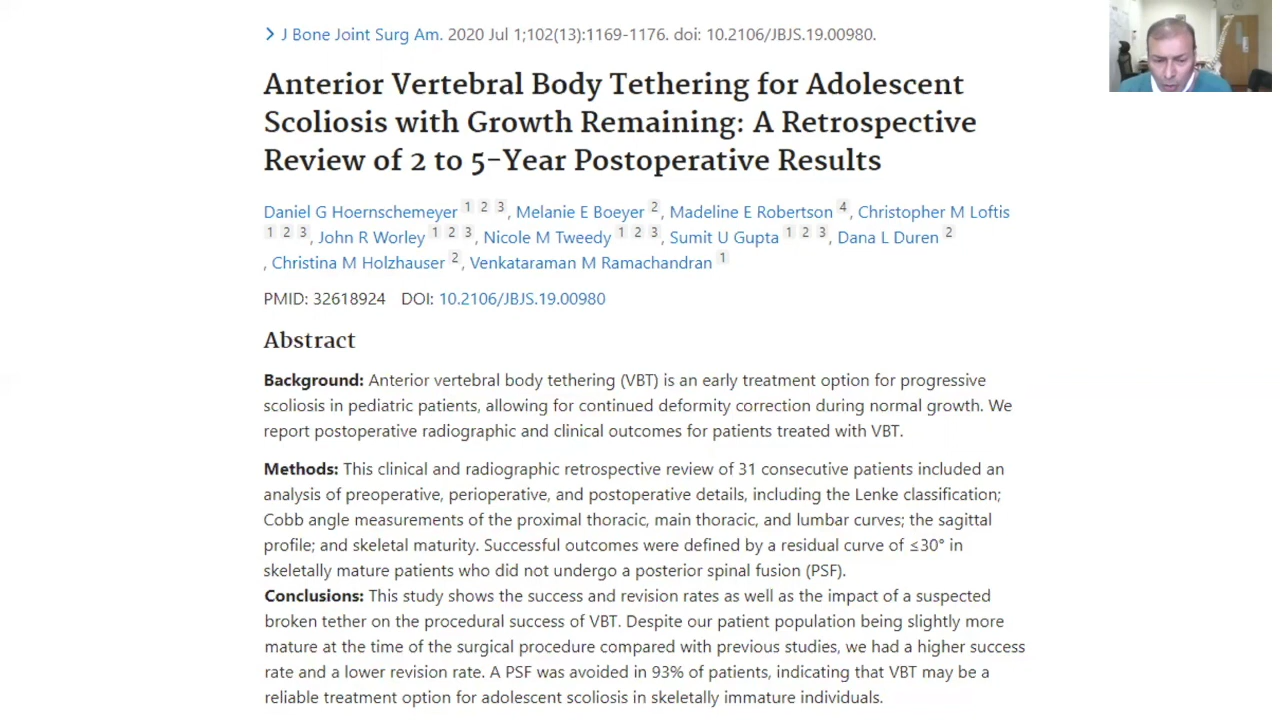 > J Bone Joint Surg Am. 2020 Jul 1;102(13):1169-1176. doi: 10.2106/JBJS.19.00980.
Anterior Vertebral Body Tethering for Adolescent
Scoliosis with Growth Remaining: A Retrospective
Review of 2 to 5-Year Postoperative Results
Daniel G Hoernschemeyer 1 2 3, Melanie E Boeyer 2, Madeline E Robertson 4, Christopher M Loftis
1 2 3, John R Worley 1 2 3, Nicole M Tweedy 1 2 3, Sumit U Gupta 1 2 3, Dana L Duren 2
, Christina M Holzhauser 2, Venkataraman M Ramachandran 1
PMID: 32618924 DOI: 10.2106/JBJS.19.00980
Abstract
Background: Anterior vertebral body tethering (VBT) is an early treatment option for progressive
scoliosis in pediatric patients, allowing for continued deformity correction during normal growth. We
report postoperative radiographic and clinical outcomes for patients treated with VBT.
Methods: This clinical and radiographic retrospective review of 31 consecutive patients included an
analysis of preoperative, perioperative, and postoperative details, including the Lenke classification;
Cobb angle measurements of the proximal thoracic, main thoracic, and lumbar curves; the sagittal
profile; and skeletal maturity. Successful outcomes were defined by a residual curve of ≤30° in
skeletally mature patients who did not undergo a posterior spinal fusion (PSF).
Conclusions: This study shows the success and revision rates as well as the impact of a suspected
broken tether on the procedural success of VBT. Despite our patient population being slightly more
mature at the time of the surgical procedure compared with previous studies, we had a higher success
rate and a lower revision rate. A PSF was avoided in 93% of patients, indicating that VBT may be a
reliable treatment option for adolescent scoliosis in skeletally immature individuals.